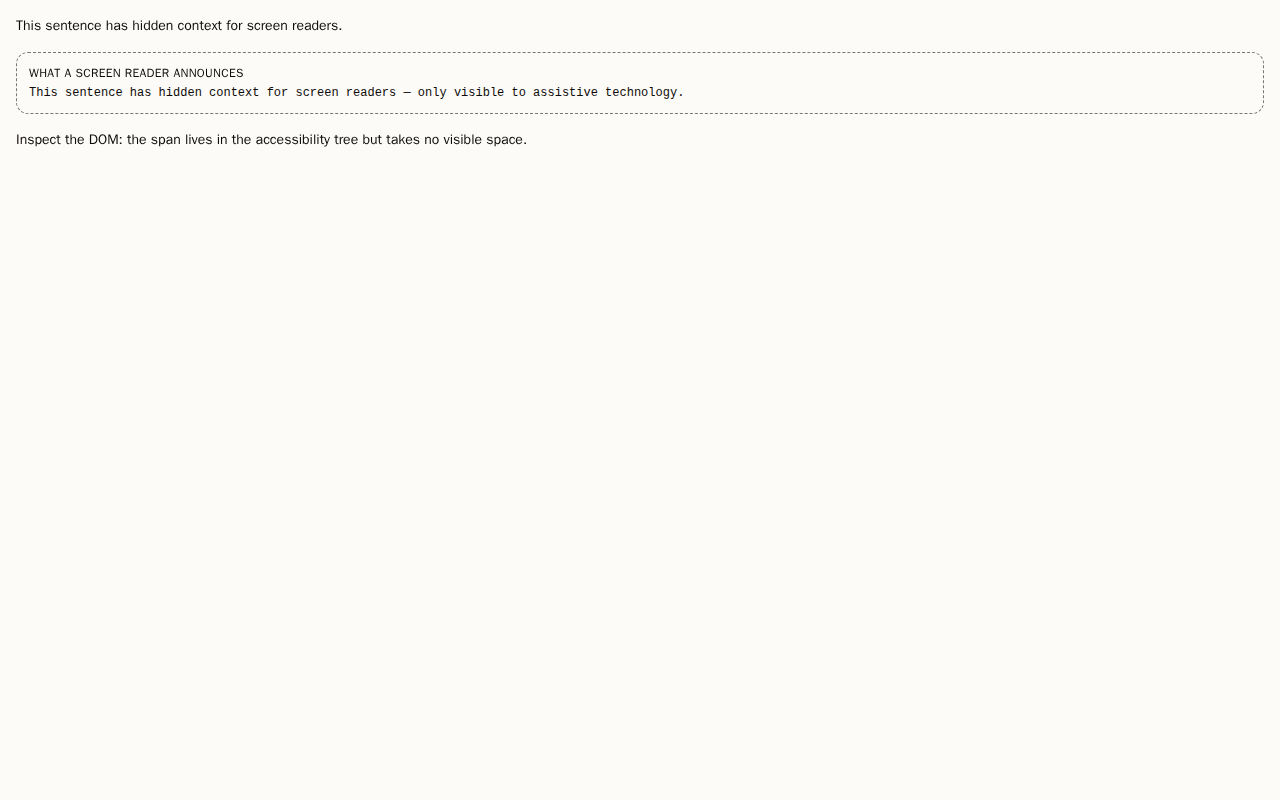 This sentence has hidden context for screen readers.
WHAT A SCREEN READER ANNOUNCES
This sentence has hidden context for screen readers — only visible to assistive technology.
Inspect the DOM: the span lives in the accessibility tree but takes no visible space.